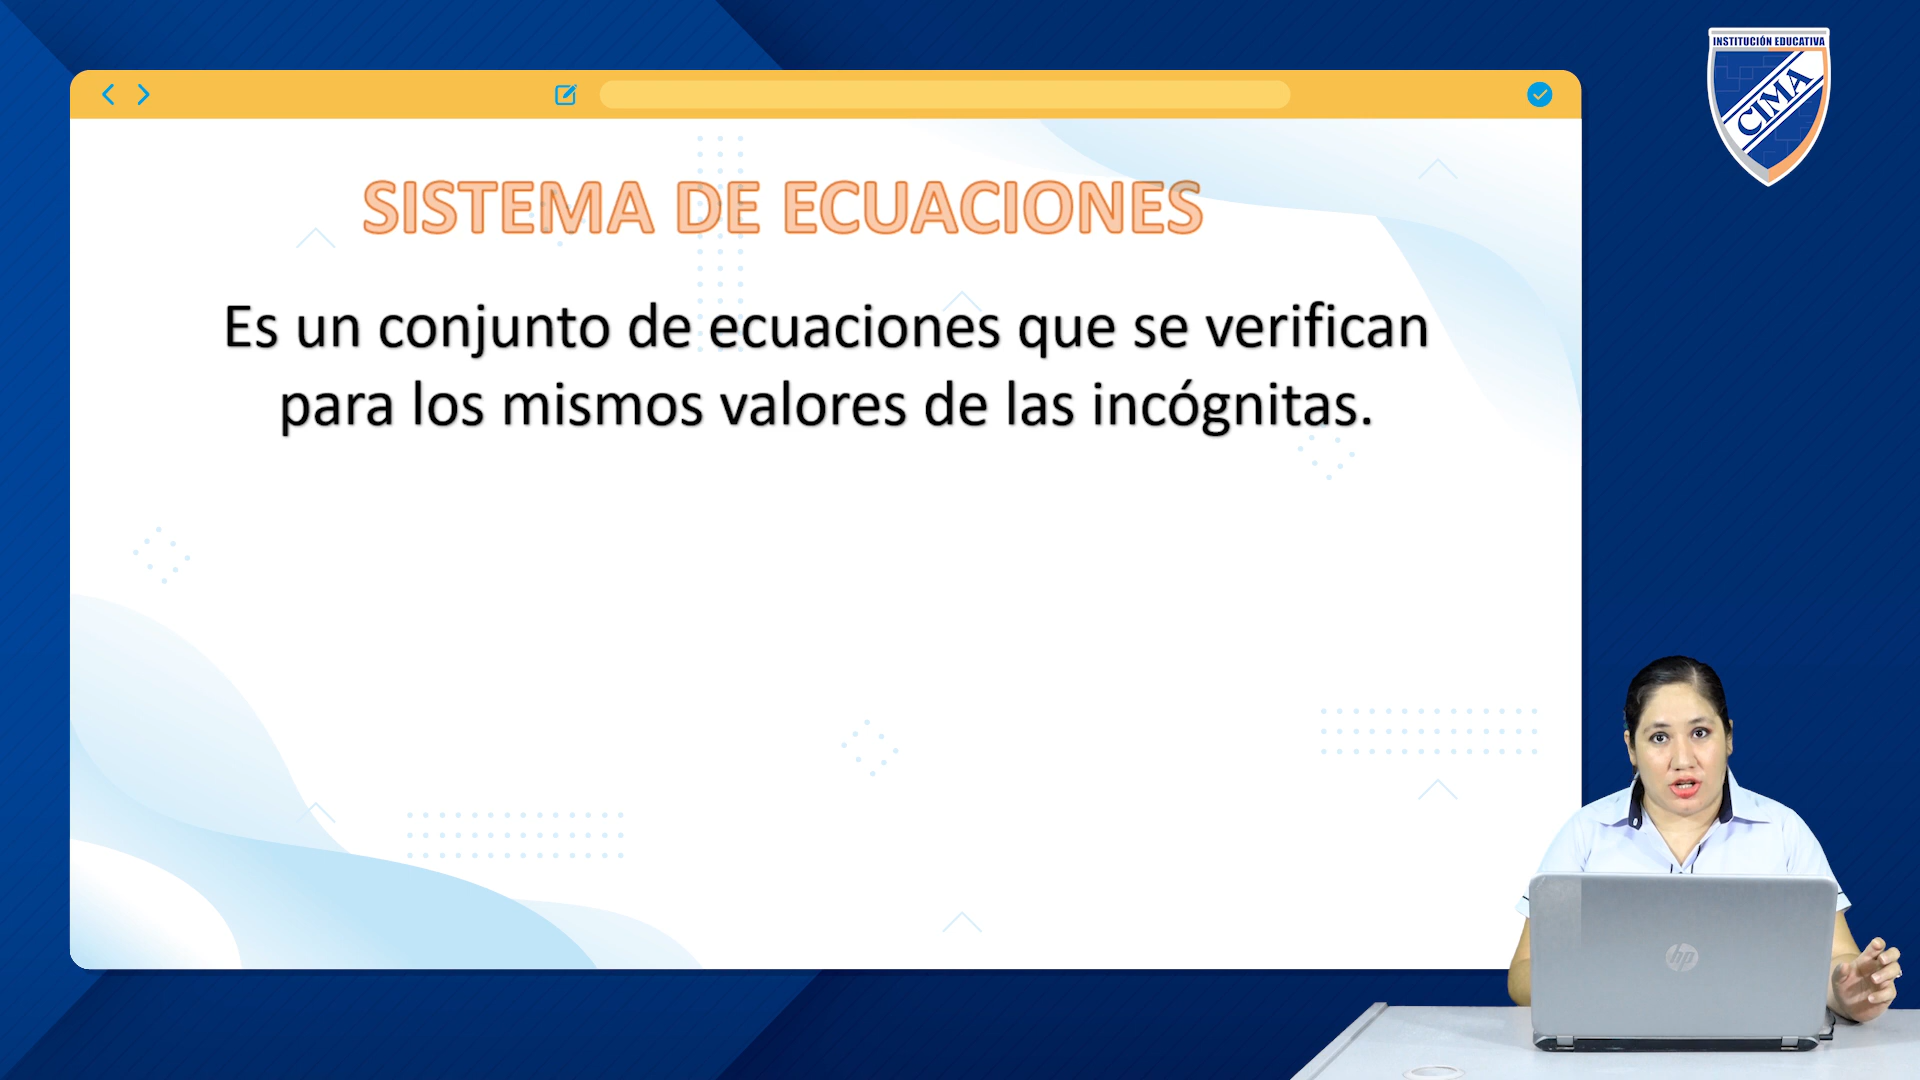 INSTITUCIÓN EDUCATIVA
CIMA
SISTEMA DE ECUACIONES
Es un conjunto de ecuaciones que se verifican
para los mismos valores de las incógnitas.
hp